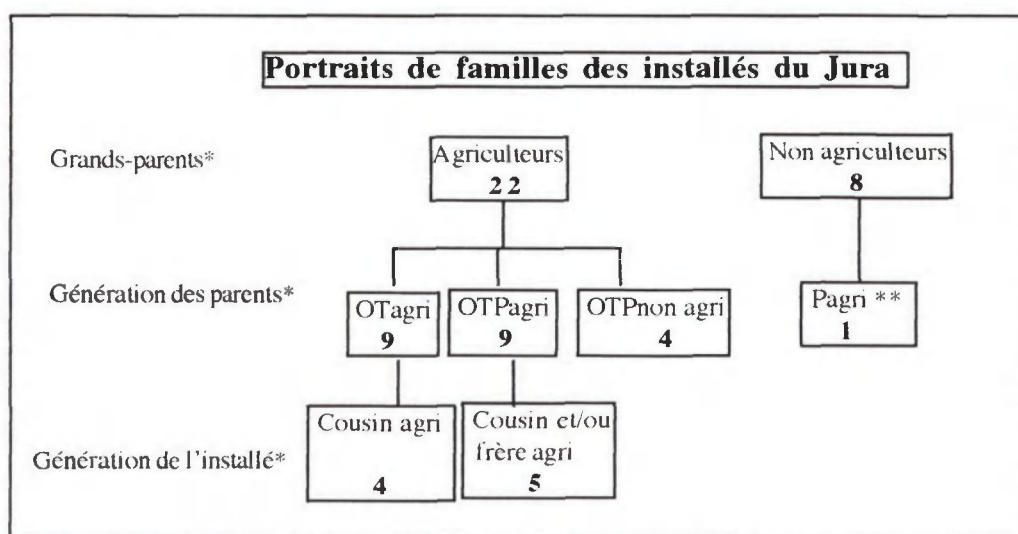 Portraits de familles des installés du Jura
Grands-parents*
Agriculteurs
22
Non agriculteurs
8
Génération des parents*
OTagri
9
OTPagri
9
OTPnon agri
4
Pagri **
1
Génération de l'installé*
Cousin agri
4
Cousin et/ou
frère agri
5